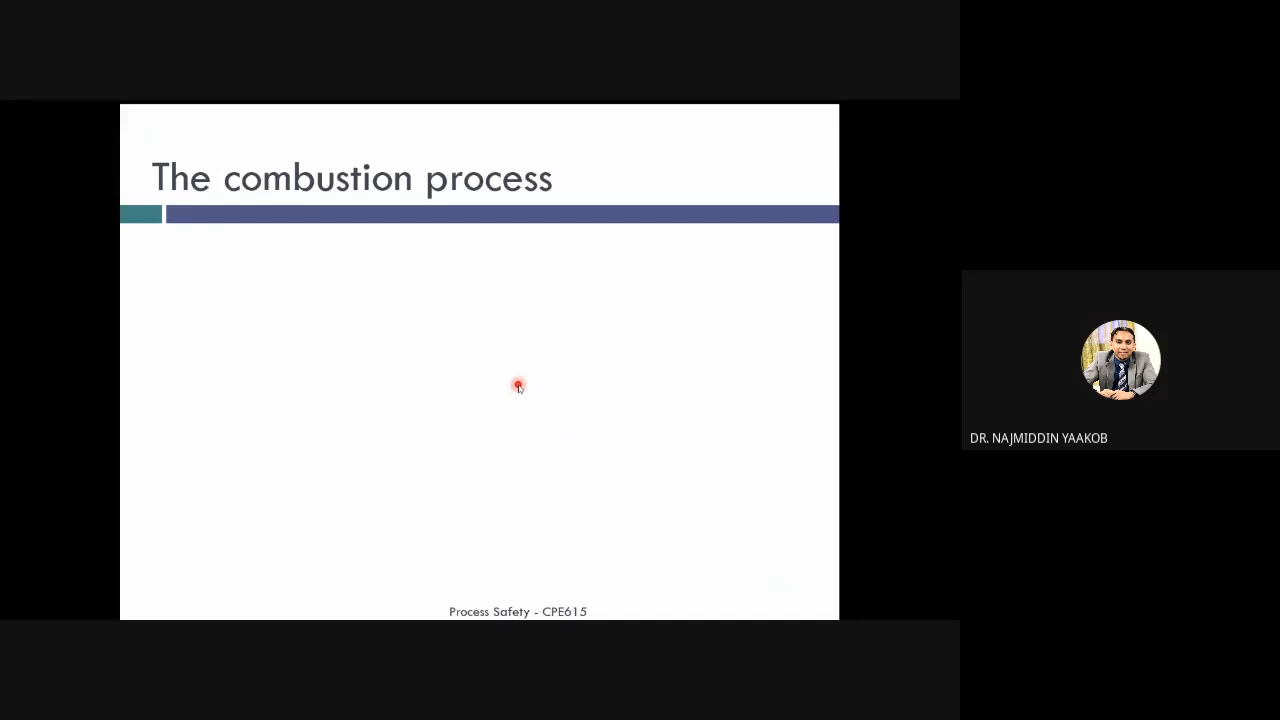 The combustion process
DR. NAJMIDDIN YAAKOB
Process Safety - CPE615